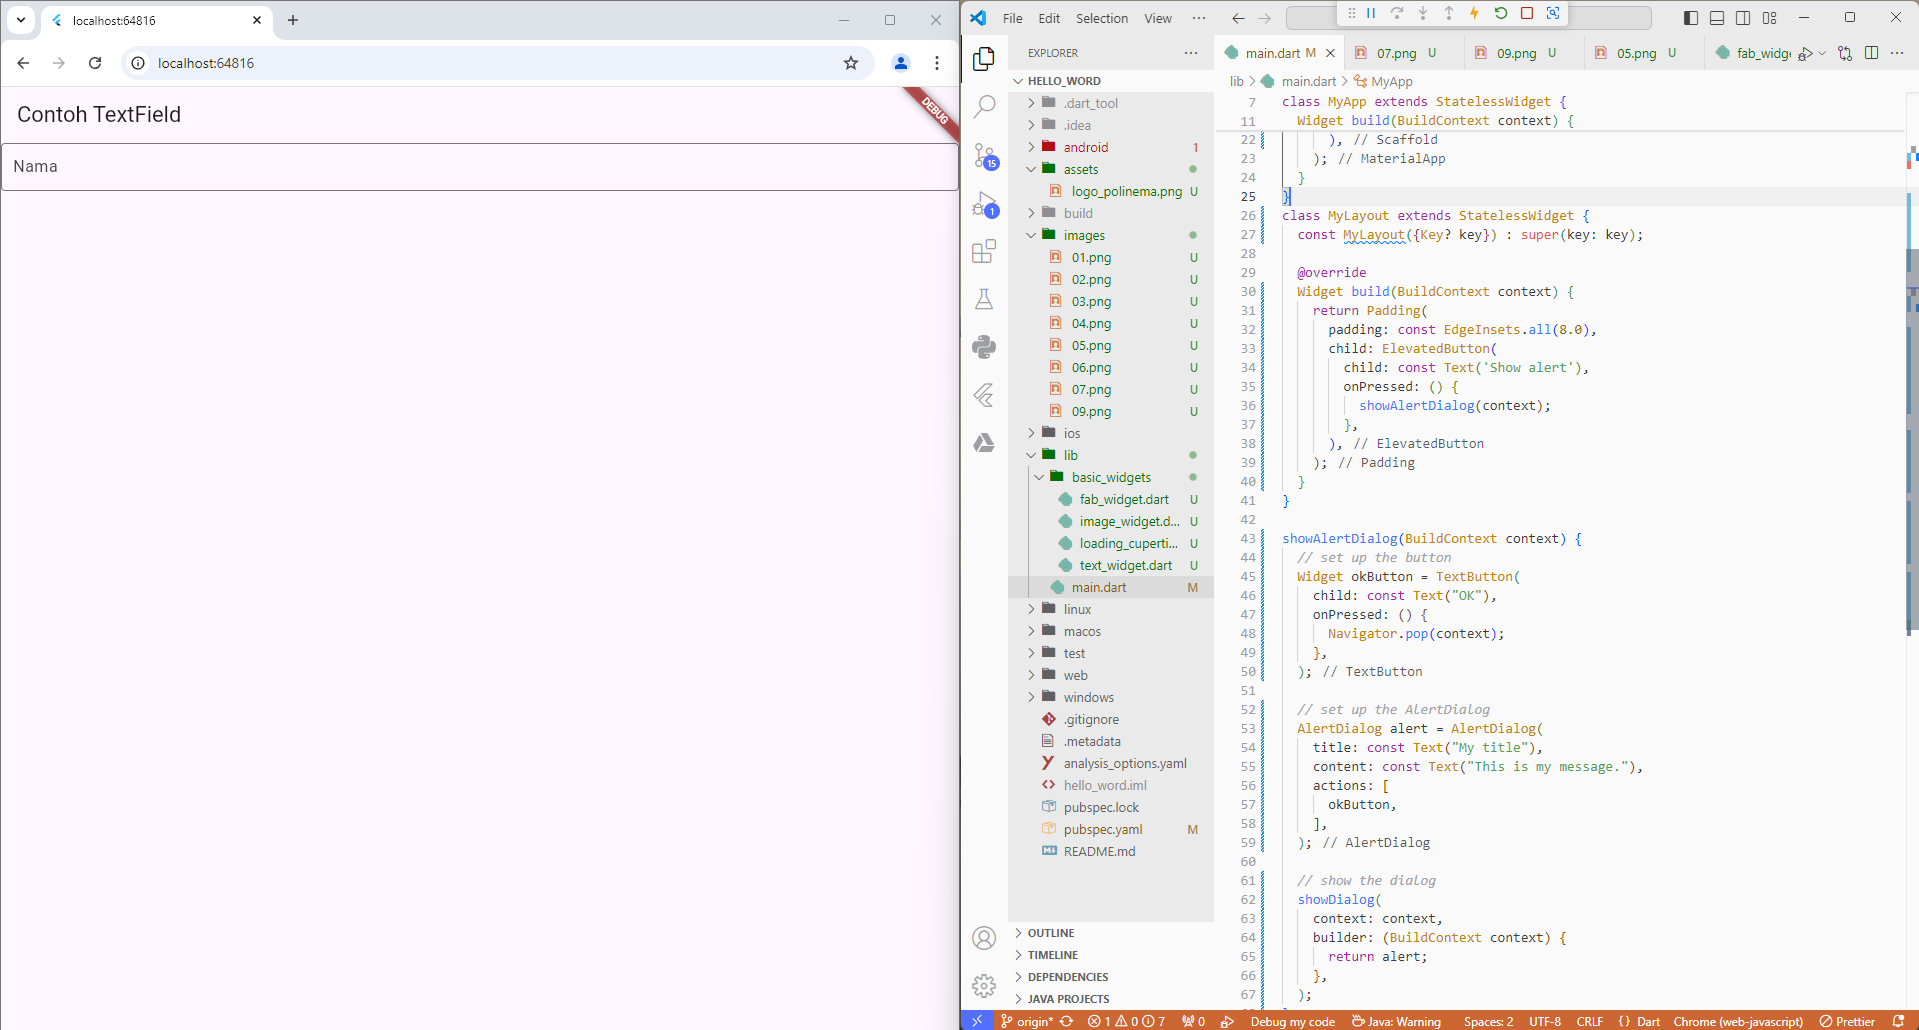 localhost:64816
localhost:64816
Contoh TextField
DEBUG
Nama
File Edit Selection View ...
EXPLORER ...
HELLO_WORD
.dart_tool
.idea
android 1
assets
logo_polinema.png U
build
images
01.png U
02.png U
03.png U
04.png U
05.png U
06.png U
07.png U
09.png U
ios
lib
basic_widgets
fab_widget.dart U
image_widget.d... U
loading_cuperti... U
text_widget.dart U
main.dart M
linux
macos
test
web
windows
.gitignore
.metadata
analysis_options.yaml
hello_word.iml
pubspec.lock
pubspec.yaml M
README.md
OUTLINE
TIMELINE
DEPENDENCIES
JAVA PROJECTS
15
1
main.dart M 07.png U 09.png U 05.png U fab_widg
lib > main.dart > MyApp
7 class MyApp extends StatelessWidget {
11 Widget build(BuildContext context) {
22 ), // Scaffold
23 ); // MaterialApp
24 }
25 }
26 class MyLayout extends StatelessWidget {
27 const MyLayout({Key? key}) : super(key: key);
28
29 @override
30 Widget build(BuildContext context) {
31 return Padding(
32 padding: const EdgeInsets.all(8.0),
33 child: ElevatedButton(
34 child: const Text('Show alert'),
35 onPressed: () {
36 showAlertDialog(context);
37 },
38 ), // ElevatedButton
39 ); // Padding
40 }
41 }
42
43 showAlertDialog(BuildContext context) {
44 // set up the button
45 Widget okButton = TextButton(
46 child: const Text("OK"),
47 onPressed: () {
48 Navigator.pop(context);
49 },
50 ); // TextButton
51
52 // set up the AlertDialog
53 AlertDialog alert = AlertDialog(
54 title: const Text("My title"),
55 content: const Text("This is my message."),
56 actions: [
57 okButton,
58 ],
59 ); // AlertDialog
60
61 // show the dialog
62 showDialog(
63 context: context,
64 builder: (BuildContext context) {
65 return alert;
66 },
67 );
origin* 1 0 7 0 Debug my code Java: Warning Spaces: 2 UTF-8 CRLF { } Dart Chrome (web-javascript) Prettier